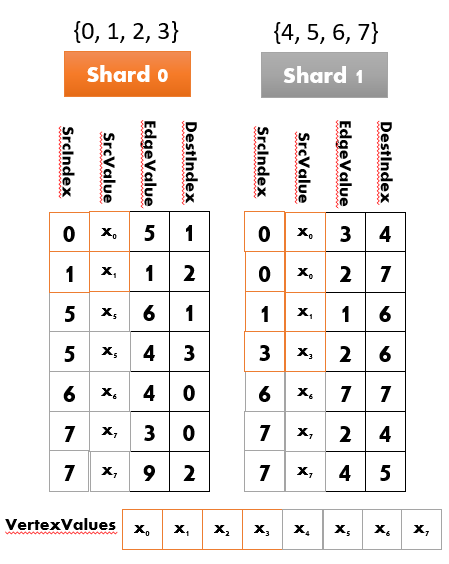 {0, 1, 2, 3} {4, 5, 6, 7}
Shard 0 Shard 1
SrcIndex SrcValue EdgeValue DestIndex SrcIndex SrcValue EdgeValue DestIndex
0 x₀ 5 1 0 x₀ 3 4
1 x₁ 1 2 0 x₀ 2 7
5 x₅ 6 1 1 x₁ 1 6
5 x₅ 4 3 3 x₃ 2 6
6 x₆ 4 0 6 x₆ 7 7
7 x₇ 3 0 7 x₇ 2 4
7 x₇ 9 2 7 x₇ 4 5
VertexValues x₀ x₁ x₂ x₃ x₄ x₅ x₆ x₇